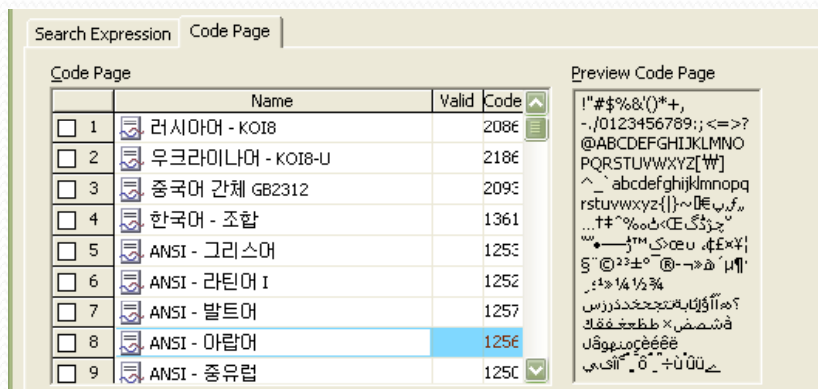 Search Expression Code Page
Code Page
Name Valid Code
1 러시아어 - KOI8 2086
2 우크라이나어 - KOI8-U 2186
3 중국어 간체 GB2312 2093
4 한국어 - 조합 1361
5 ANSI - 그리스어 1253
6 ANSI - 라틴어 I 1252
7 ANSI - 발트어 1257
8 ANSI - 아랍어 1256
9 ANSI - 중유럽 1250
Preview Code Page
!"#$%&'()*+,
-./0123456789:;<=>?
@ABCDEFGHIJKLMNO
PQRSTUVWXYZ[₩]
^_`abcdefghijklmnopq